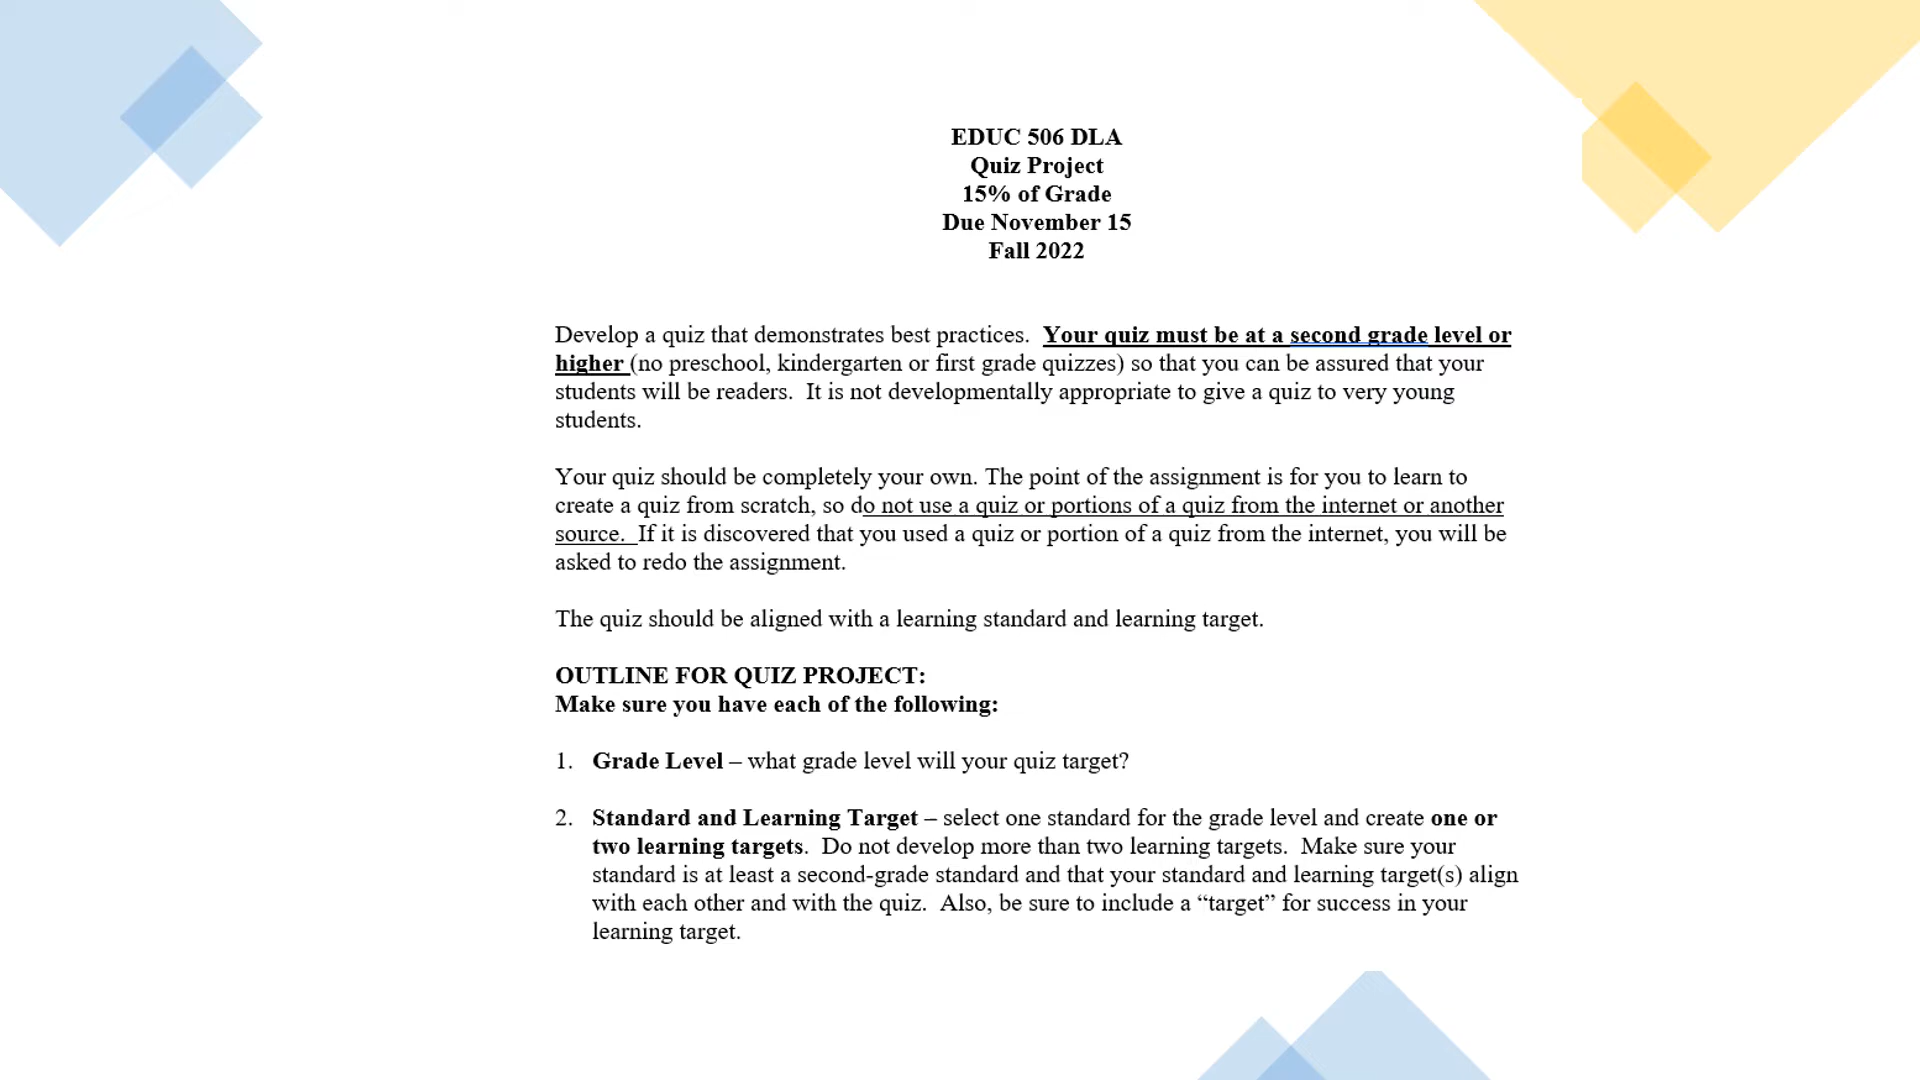 EDUC 506 DLA
Quiz Project
15% of Grade
Due November 15
Fall 2022
Develop a quiz that demonstrates best practices.  Your quiz must be at a second grade level or
higher (no preschool, kindergarten or first grade quizzes) so that you can be assured that your
students will be readers.  It is not developmentally appropriate to give a quiz to very young
students.
Your quiz should be completely your own. The point of the assignment is for you to learn to
create a quiz from scratch, so do not use a quiz or portions of a quiz from the internet or another
source.  If it is discovered that you used a quiz or portion of a quiz from the internet, you will be
asked to redo the assignment.
The quiz should be aligned with a learning standard and learning target.
OUTLINE FOR QUIZ PROJECT:
Make sure you have each of the following:
1. Grade Level – what grade level will your quiz target?
2. Standard and Learning Target – select one standard for the grade level and create one or
two learning targets.  Do not develop more than two learning targets.  Make sure your
standard is at least a second-grade standard and that your standard and learning target(s) align
with each other and with the quiz.  Also, be sure to include a “target” for success in your
learning target.